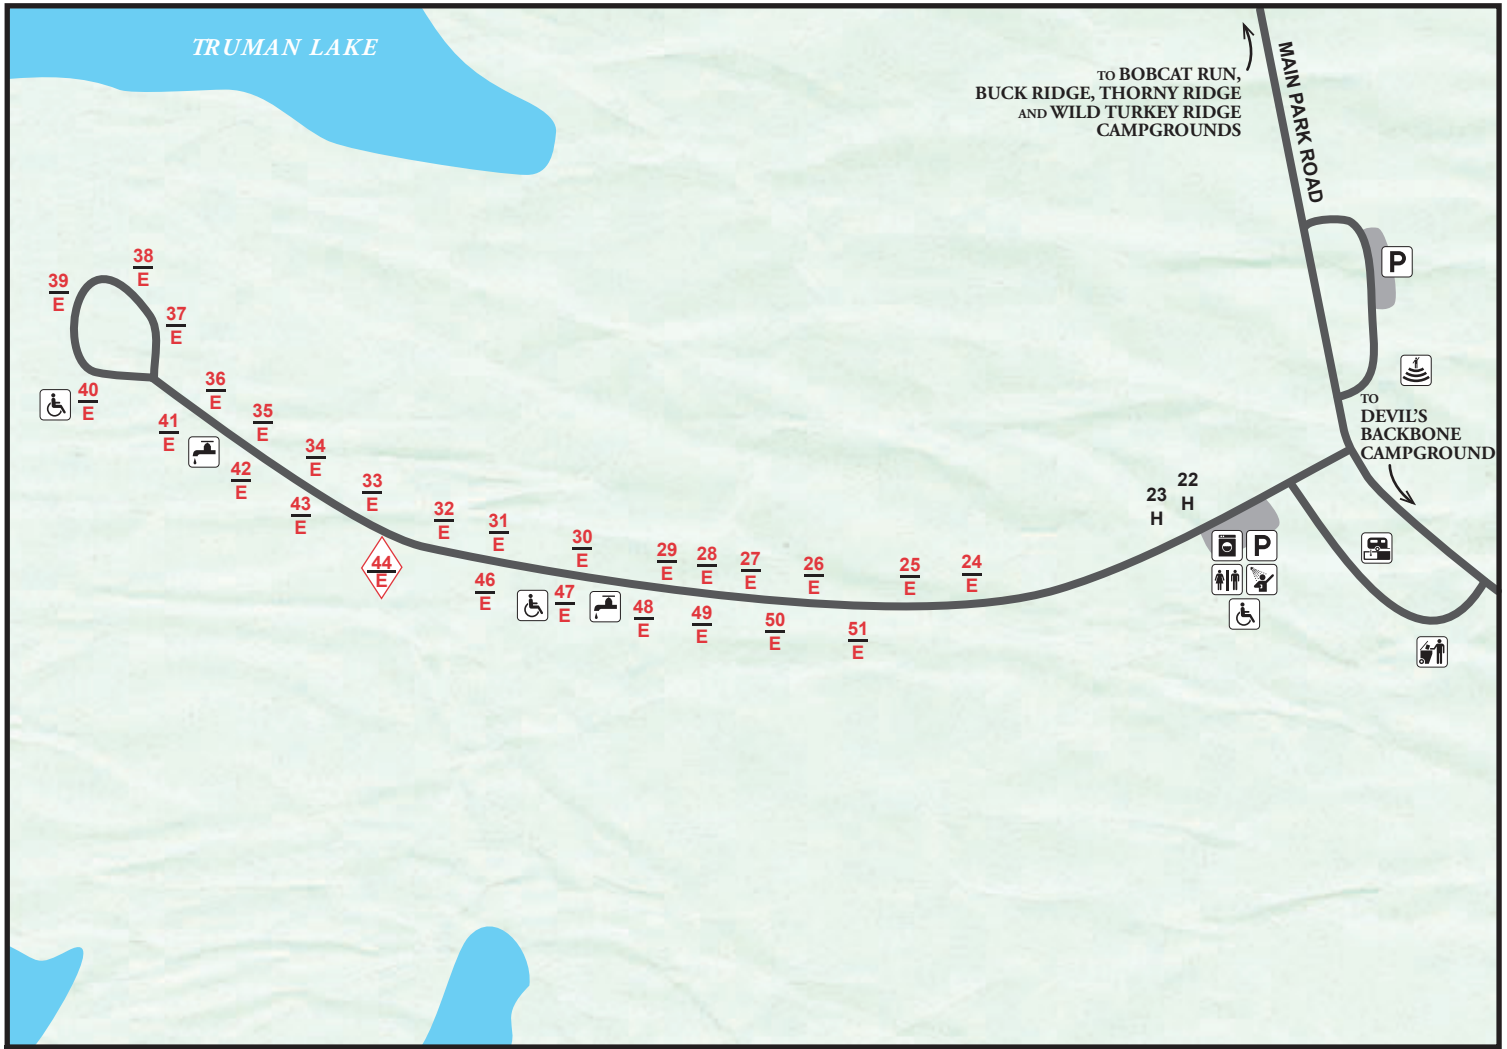 TRUMAN LAKE
TO BOBCAT RUN,
BUCK RIDGE, THORNY RIDGE
AND WILD TURKEY RIDGE
CAMPGROUNDS
MAIN PARK ROAD
P
38
E
39
E
37
E
36
E
40
E
35
E
41
E
34
E
42
E
33
E
43
E
32
E
31
E
30
E
29
E
28
E
27
E
26
E
25
E
24
E
44
E
46
E
47
E
48
E
49
E
50
E
51
E
23
H
22
H
P
TO
DEVIL'S
BACKBONE
CAMPGROUND